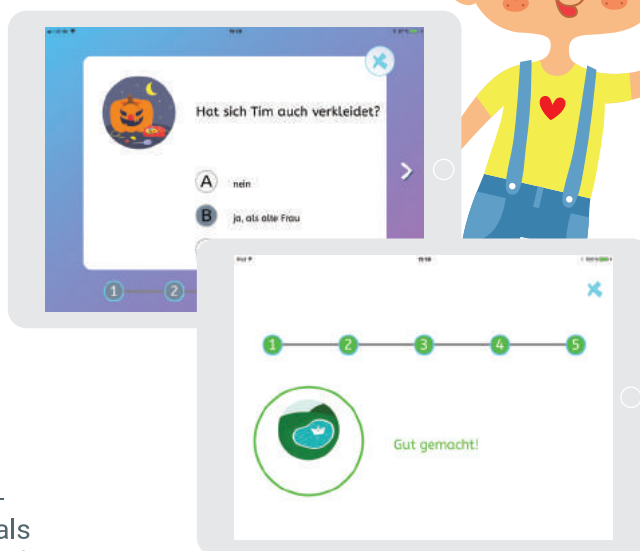 Hat sich Tim auch verkleidet?
A nein
B ja, als alte Frau
1 2
1 2 3 4 5
Gut gemacht!
als